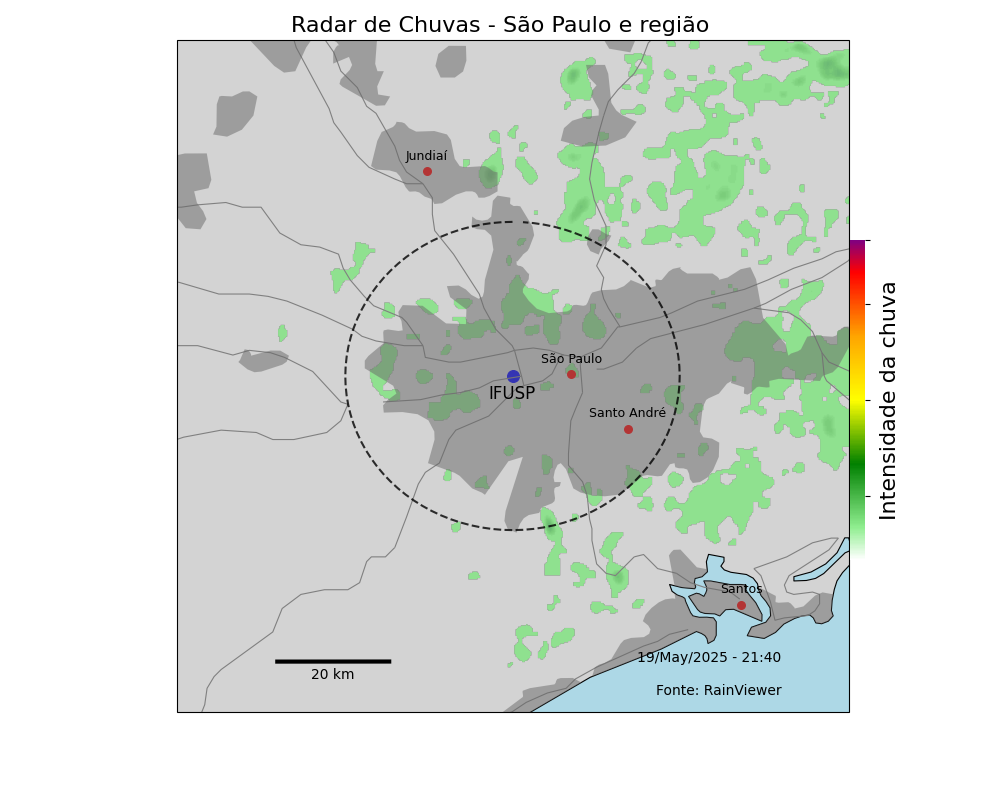 Radar de Chuvas - São Paulo e região
Jundiaí
São Paulo
IFUSP
Santo André
Santos
19/May/2025 - 21:40
20 km
Fonte: RainViewer
Intensidade da chuva